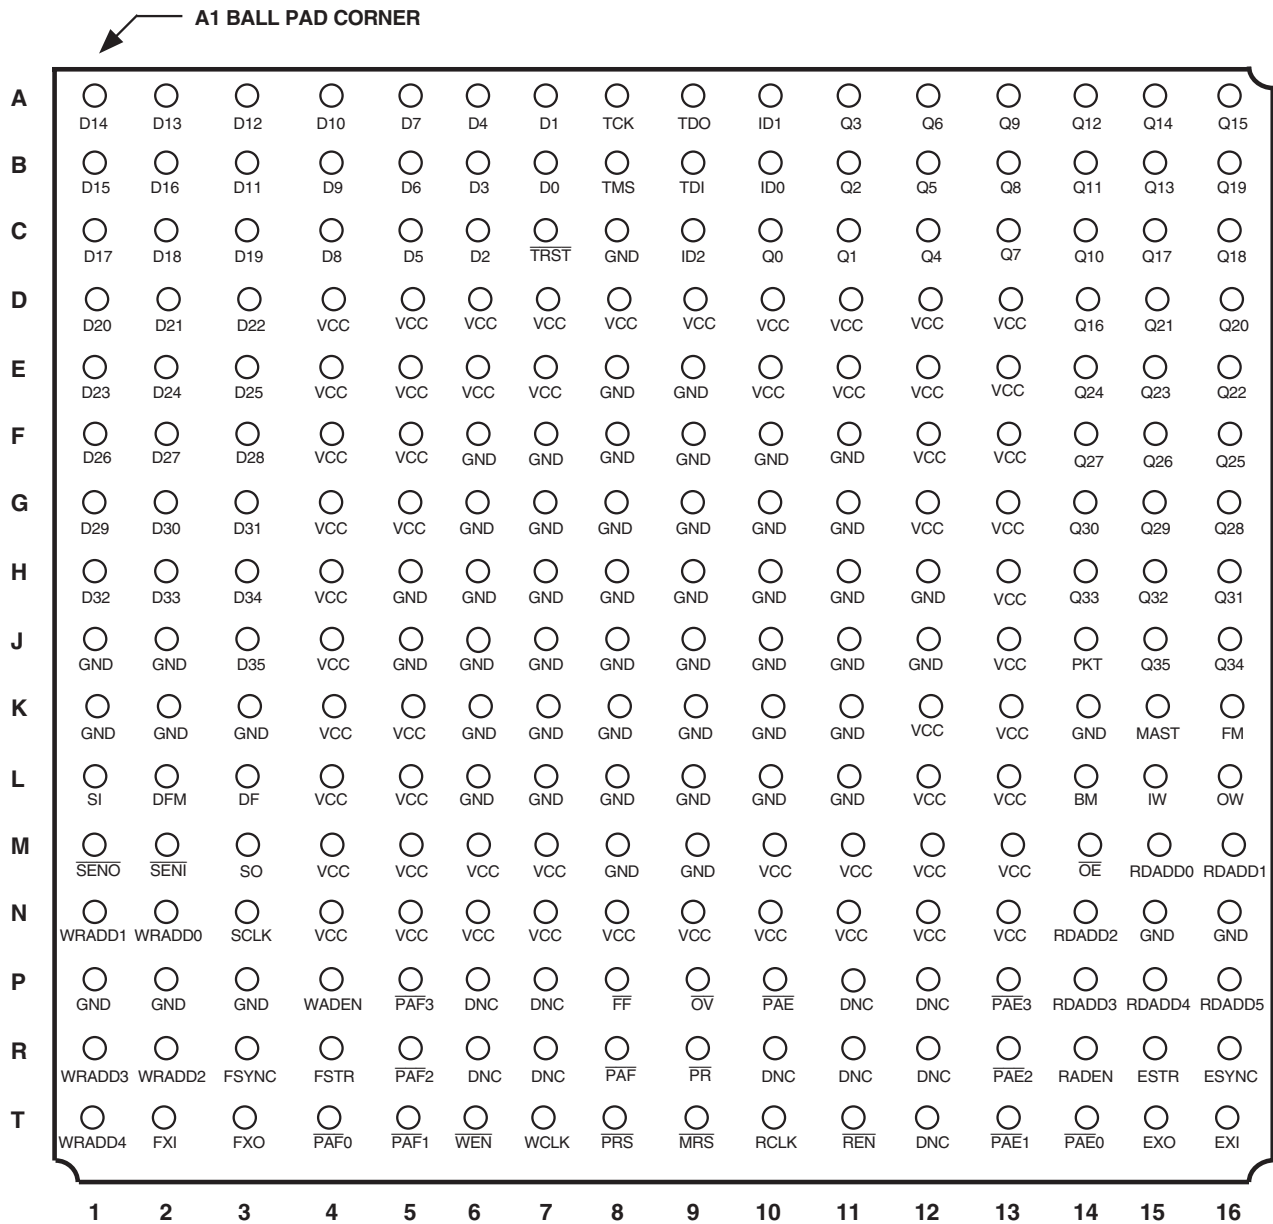 A1 BALL PAD CORNER
A
D14 D13 D12 D10 D7 D4 D1 TCK TDO ID1 Q3 Q6 Q9 Q12 Q14 Q15
B
D15 D16 D11 D9 D6 D3 D0 TMS TDI ID0 Q2 Q5 Q8 Q11 Q13 Q19
C
D17 D18 D19 D8 D5 D2 TRST GND ID2 Q0 Q1 Q4 Q7 Q10 Q17 Q18
D
D20 D21 D22 VCC VCC VCC VCC VCC VCC VCC VCC VCC VCC Q16 Q21 Q20
E
D23 D24 D25 VCC VCC VCC VCC GND GND VCC VCC VCC VCC Q24 Q23 Q22
F
D26 D27 D28 VCC VCC GND GND GND GND GND GND VCC VCC Q27 Q26 Q25
G
D29 D30 D31 VCC VCC GND GND GND GND GND GND VCC VCC Q30 Q29 Q28
H
D32 D33 D34 VCC GND GND GND GND GND GND GND GND VCC Q33 Q32 Q31
J
GND GND D35 VCC GND GND GND GND GND GND GND GND VCC PKT Q35 Q34
K
GND GND GND VCC VCC GND GND GND GND GND GND VCC VCC GND MAST FM
L
SI DFM DF VCC VCC GND GND GND GND GND GND VCC VCC BM IW OW
M
SENO SENI SO VCC VCC VCC VCC GND GND VCC VCC VCC VCC OE RDADD0 RDADD1
N
WRADD1 WRADD0 SCLK VCC VCC VCC VCC VCC VCC VCC VCC VCC VCC RDADD2 GND GND
P
GND GND GND WADEN PAF3 DNC DNC FF OV PAE DNC DNC PAE3 RDADD3 RDADD4 RDADD5
R
WRADD3 WRADD2 FSYNC FSTR PAF2 DNC DNC PAF PR DNC DNC DNC PAE2 RADEN ESTR ESYNC
T
WRADD4 FXI FXO PAF0 PAF1 WEN WCLK PRS MRS RCLK REN DNC PAE1 PAE0 EXO EXI
1 2 3 4 5 6 7 8 9 10 11 12 13 14 15 16